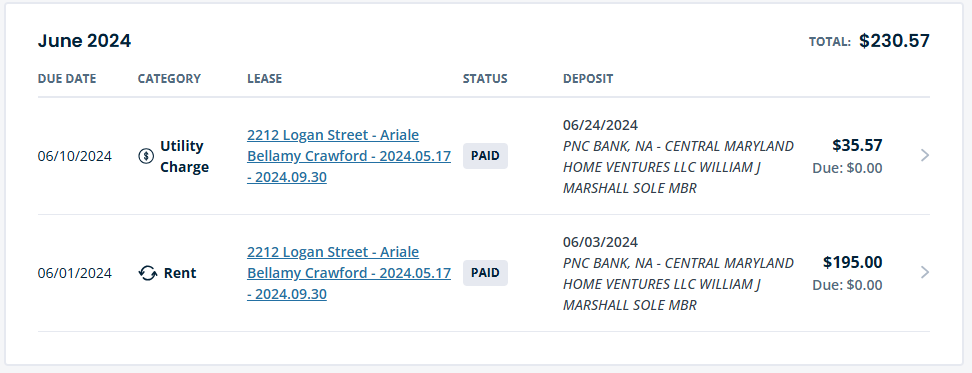 June 2024
TOTAL: $230.57
DUE DATE CATEGORY LEASE STATUS DEPOSIT
06/10/2024
Utility
Charge
2212 Logan Street - Ariale
Bellamy Crawford - 2024.05.17
- 2024.09.30
PAID
06/24/2024
PNC BANK, NA - CENTRAL MARYLAND
HOME VENTURES LLC WILLIAM J
MARSHALL SOLE MBR
$35.57
Due: $0.00
06/01/2024
Rent
2212 Logan Street - Ariale
Bellamy Crawford - 2024.05.17
- 2024.09.30
PAID
06/03/2024
PNC BANK, NA - CENTRAL MARYLAND
HOME VENTURES LLC WILLIAM J
MARSHALL SOLE MBR
$195.00
Due: $0.00